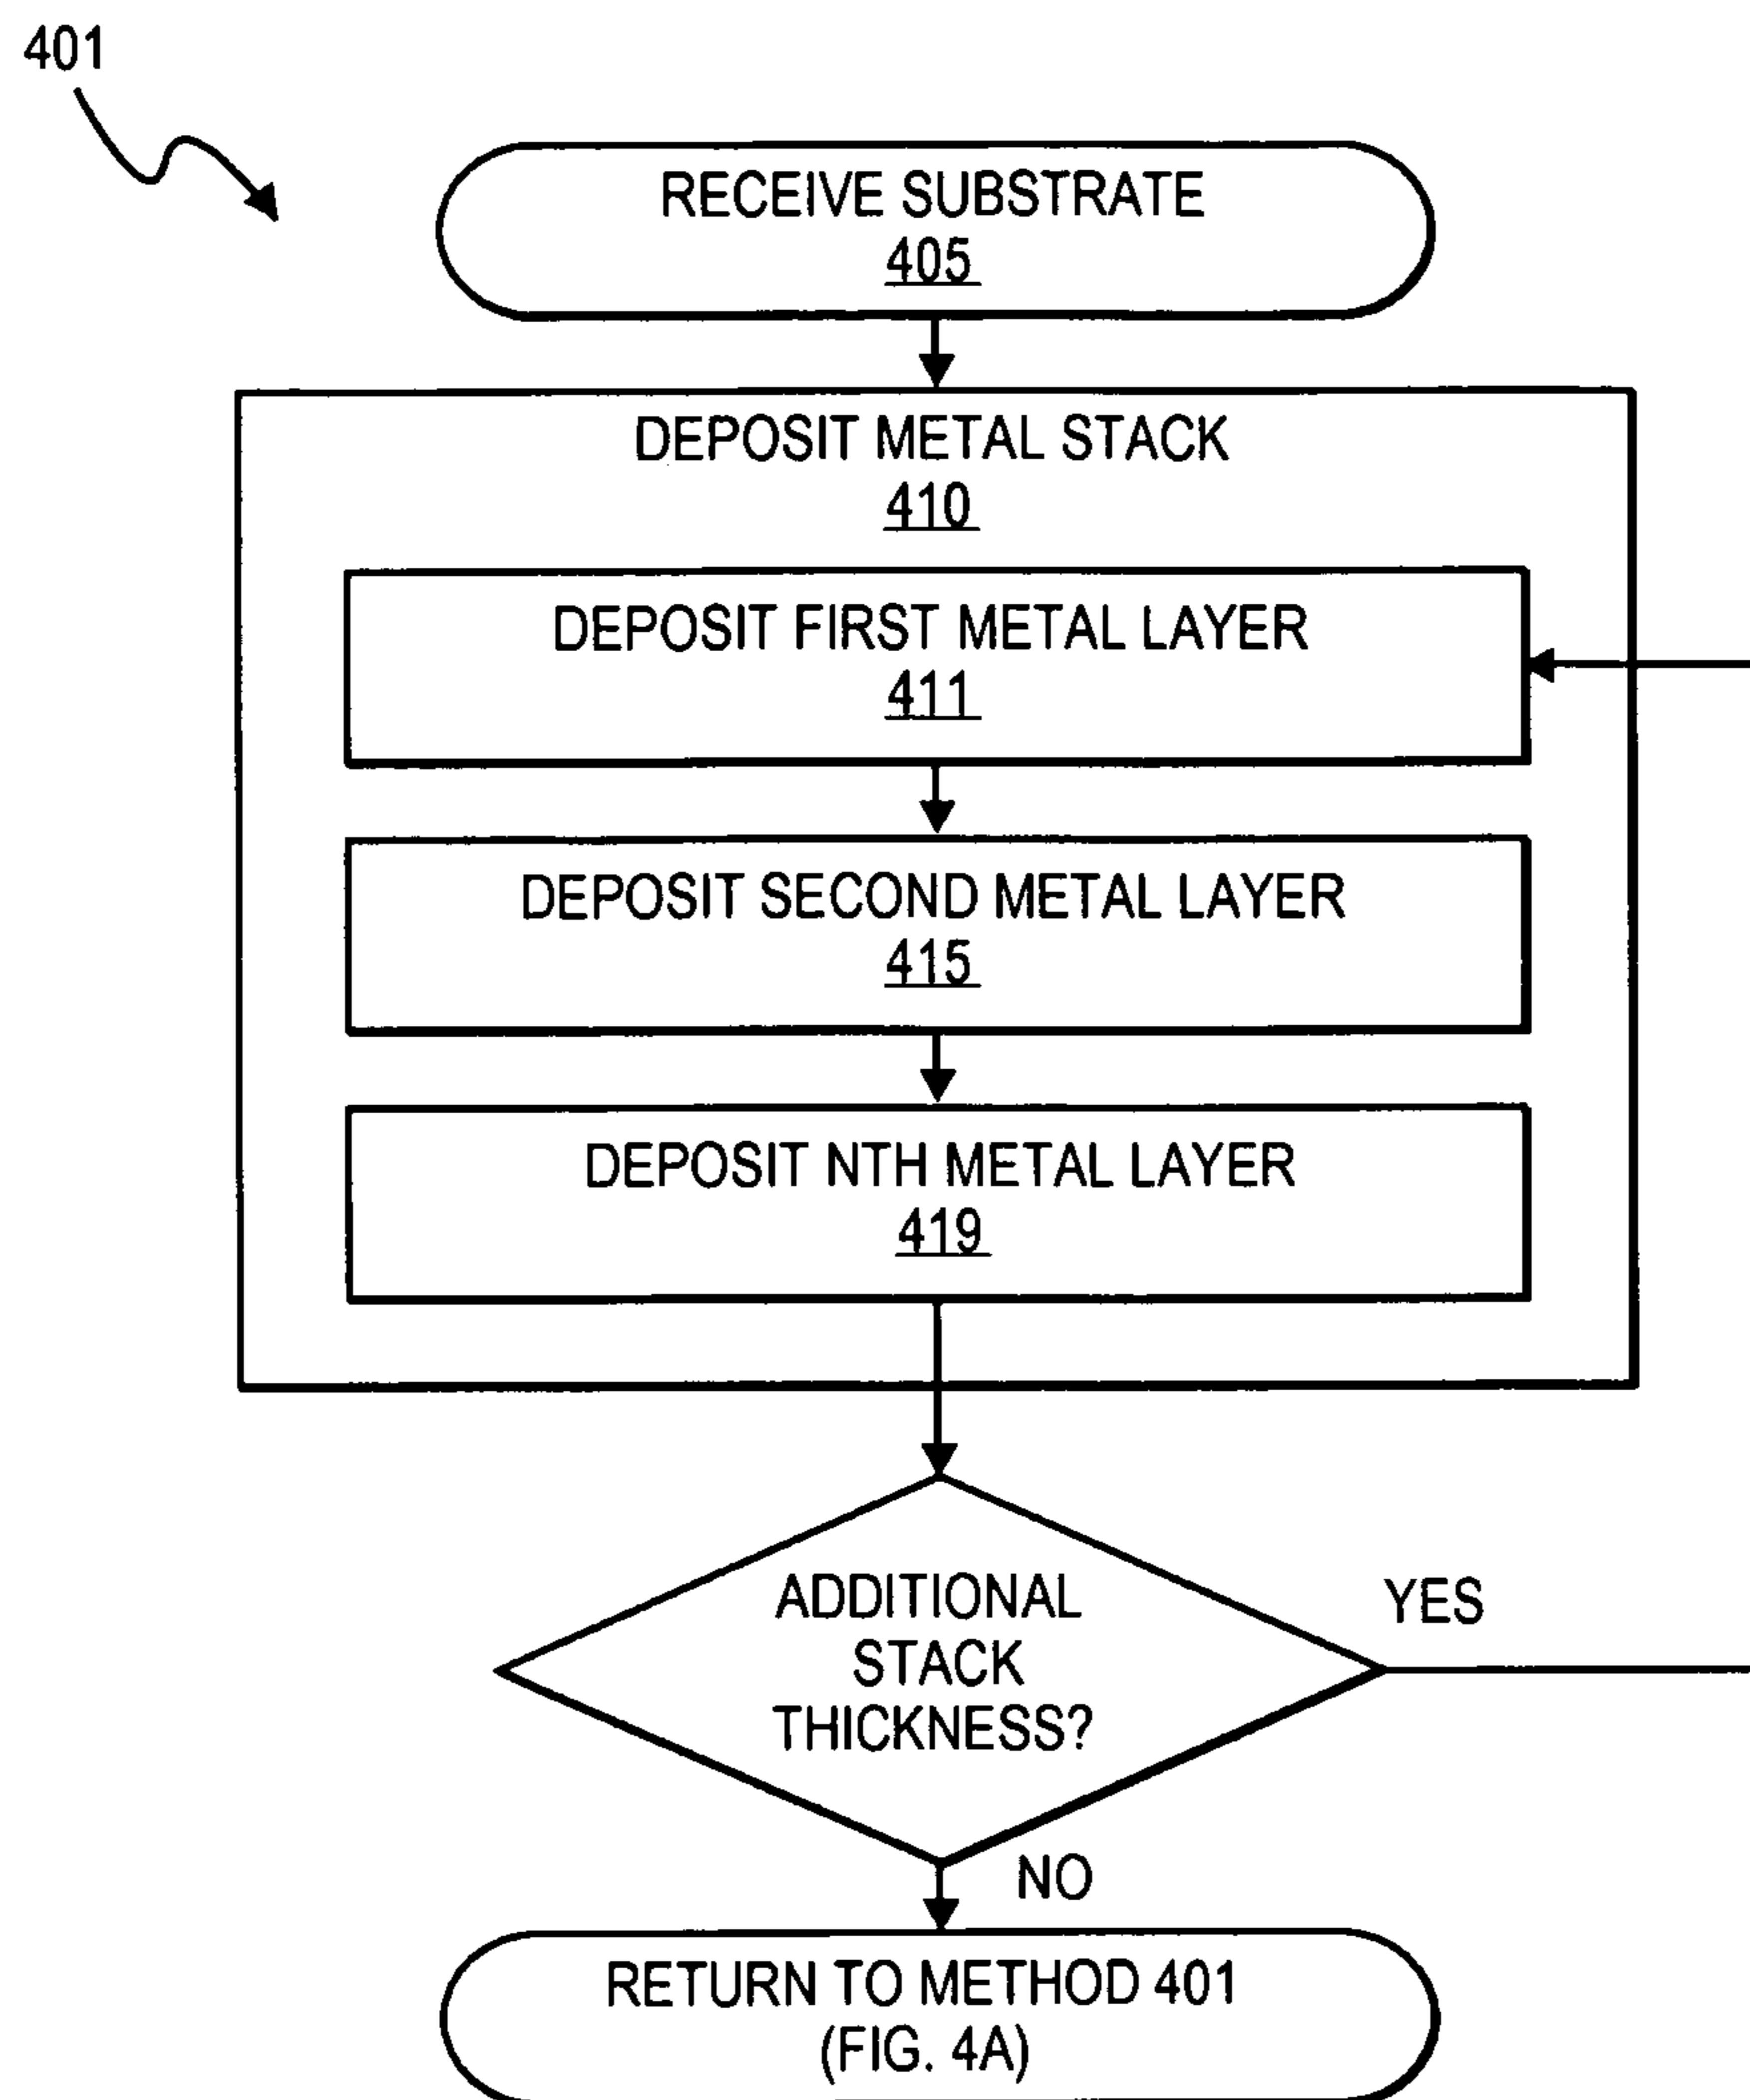 401
RECEIVE SUBSTRATE
405
DEPOSIT METAL STACK
410
DEPOSIT FIRST METAL LAYER
411
DEPOSIT SECOND METAL LAYER
415
DEPOSIT NTH METAL LAYER
419
ADDITIONAL
STACK
THICKNESS?
YES
NO
RETURN TO METHOD 401
(FIG. 4A)